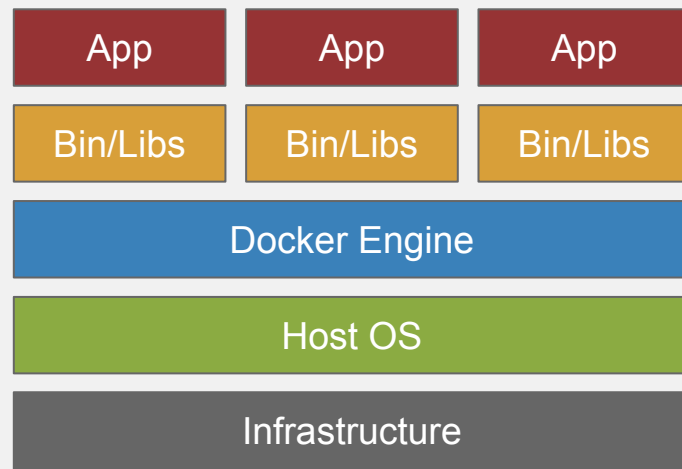 App App App
Bin/Libs Bin/Libs Bin/Libs
Docker Engine
Host OS
Infrastructure